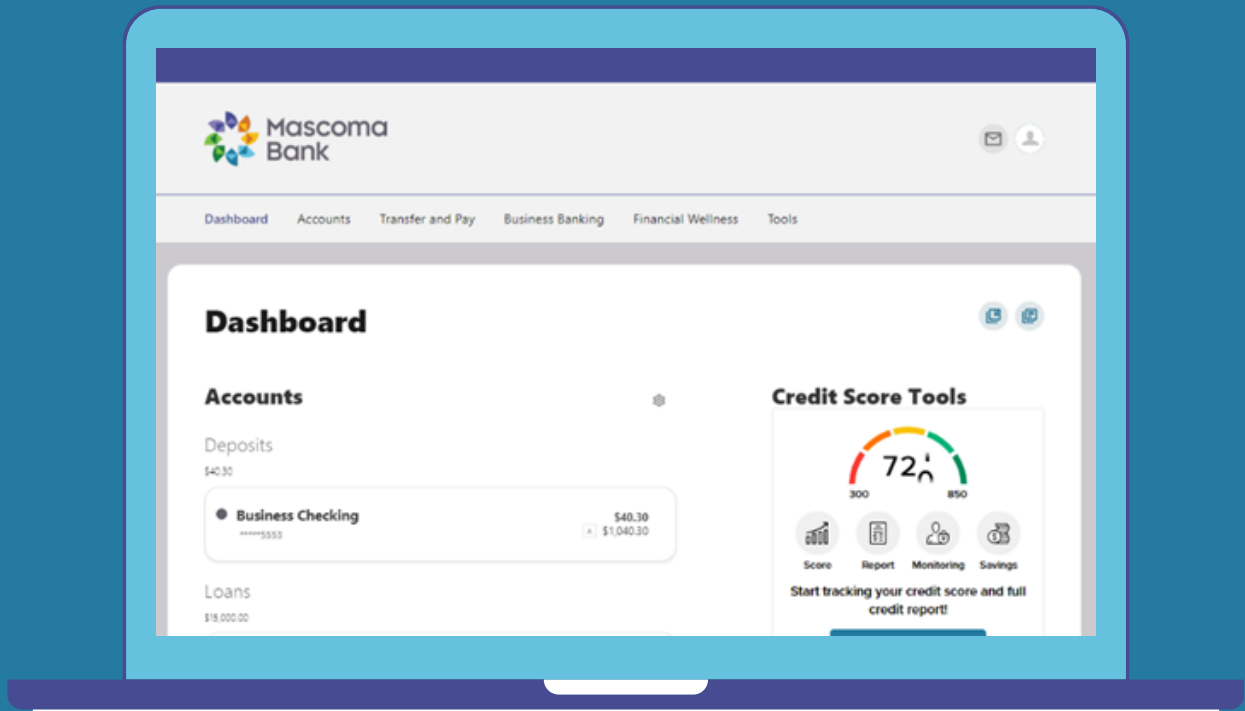 Mascoma
Bank
Dashboard Accounts Transfer and Pay Business Banking Financial Wellness Tools
Dashboard
Accounts
Deposits
$40.30
Business Checking
$40.30
*****5553
A $1,040.30
Loans
$15,000.00
Credit Score Tools
300 850
Score Report Monitoring Savings
Start tracking your credit score and full
credit report!